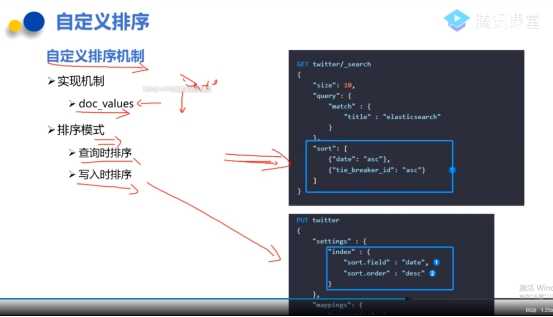 自定义排序
腾讯课堂
自定义排序机制
实现机制
doc_values
排序模式
查询时排序
写入时排序
GET twitter/_search
{
"size": 10,
"query": {
"match" : {
"title" : "elasticsearch"
}
},
"sort": [
{"date": "asc"},
{"tie_breaker_id": "asc"}
]
}
PUT twitter
{
"settings" : {
"index" : {
"sort.field" : "date", 1
"sort.order" : "desc" 2
}
},
"mappings": {
激活 Wind